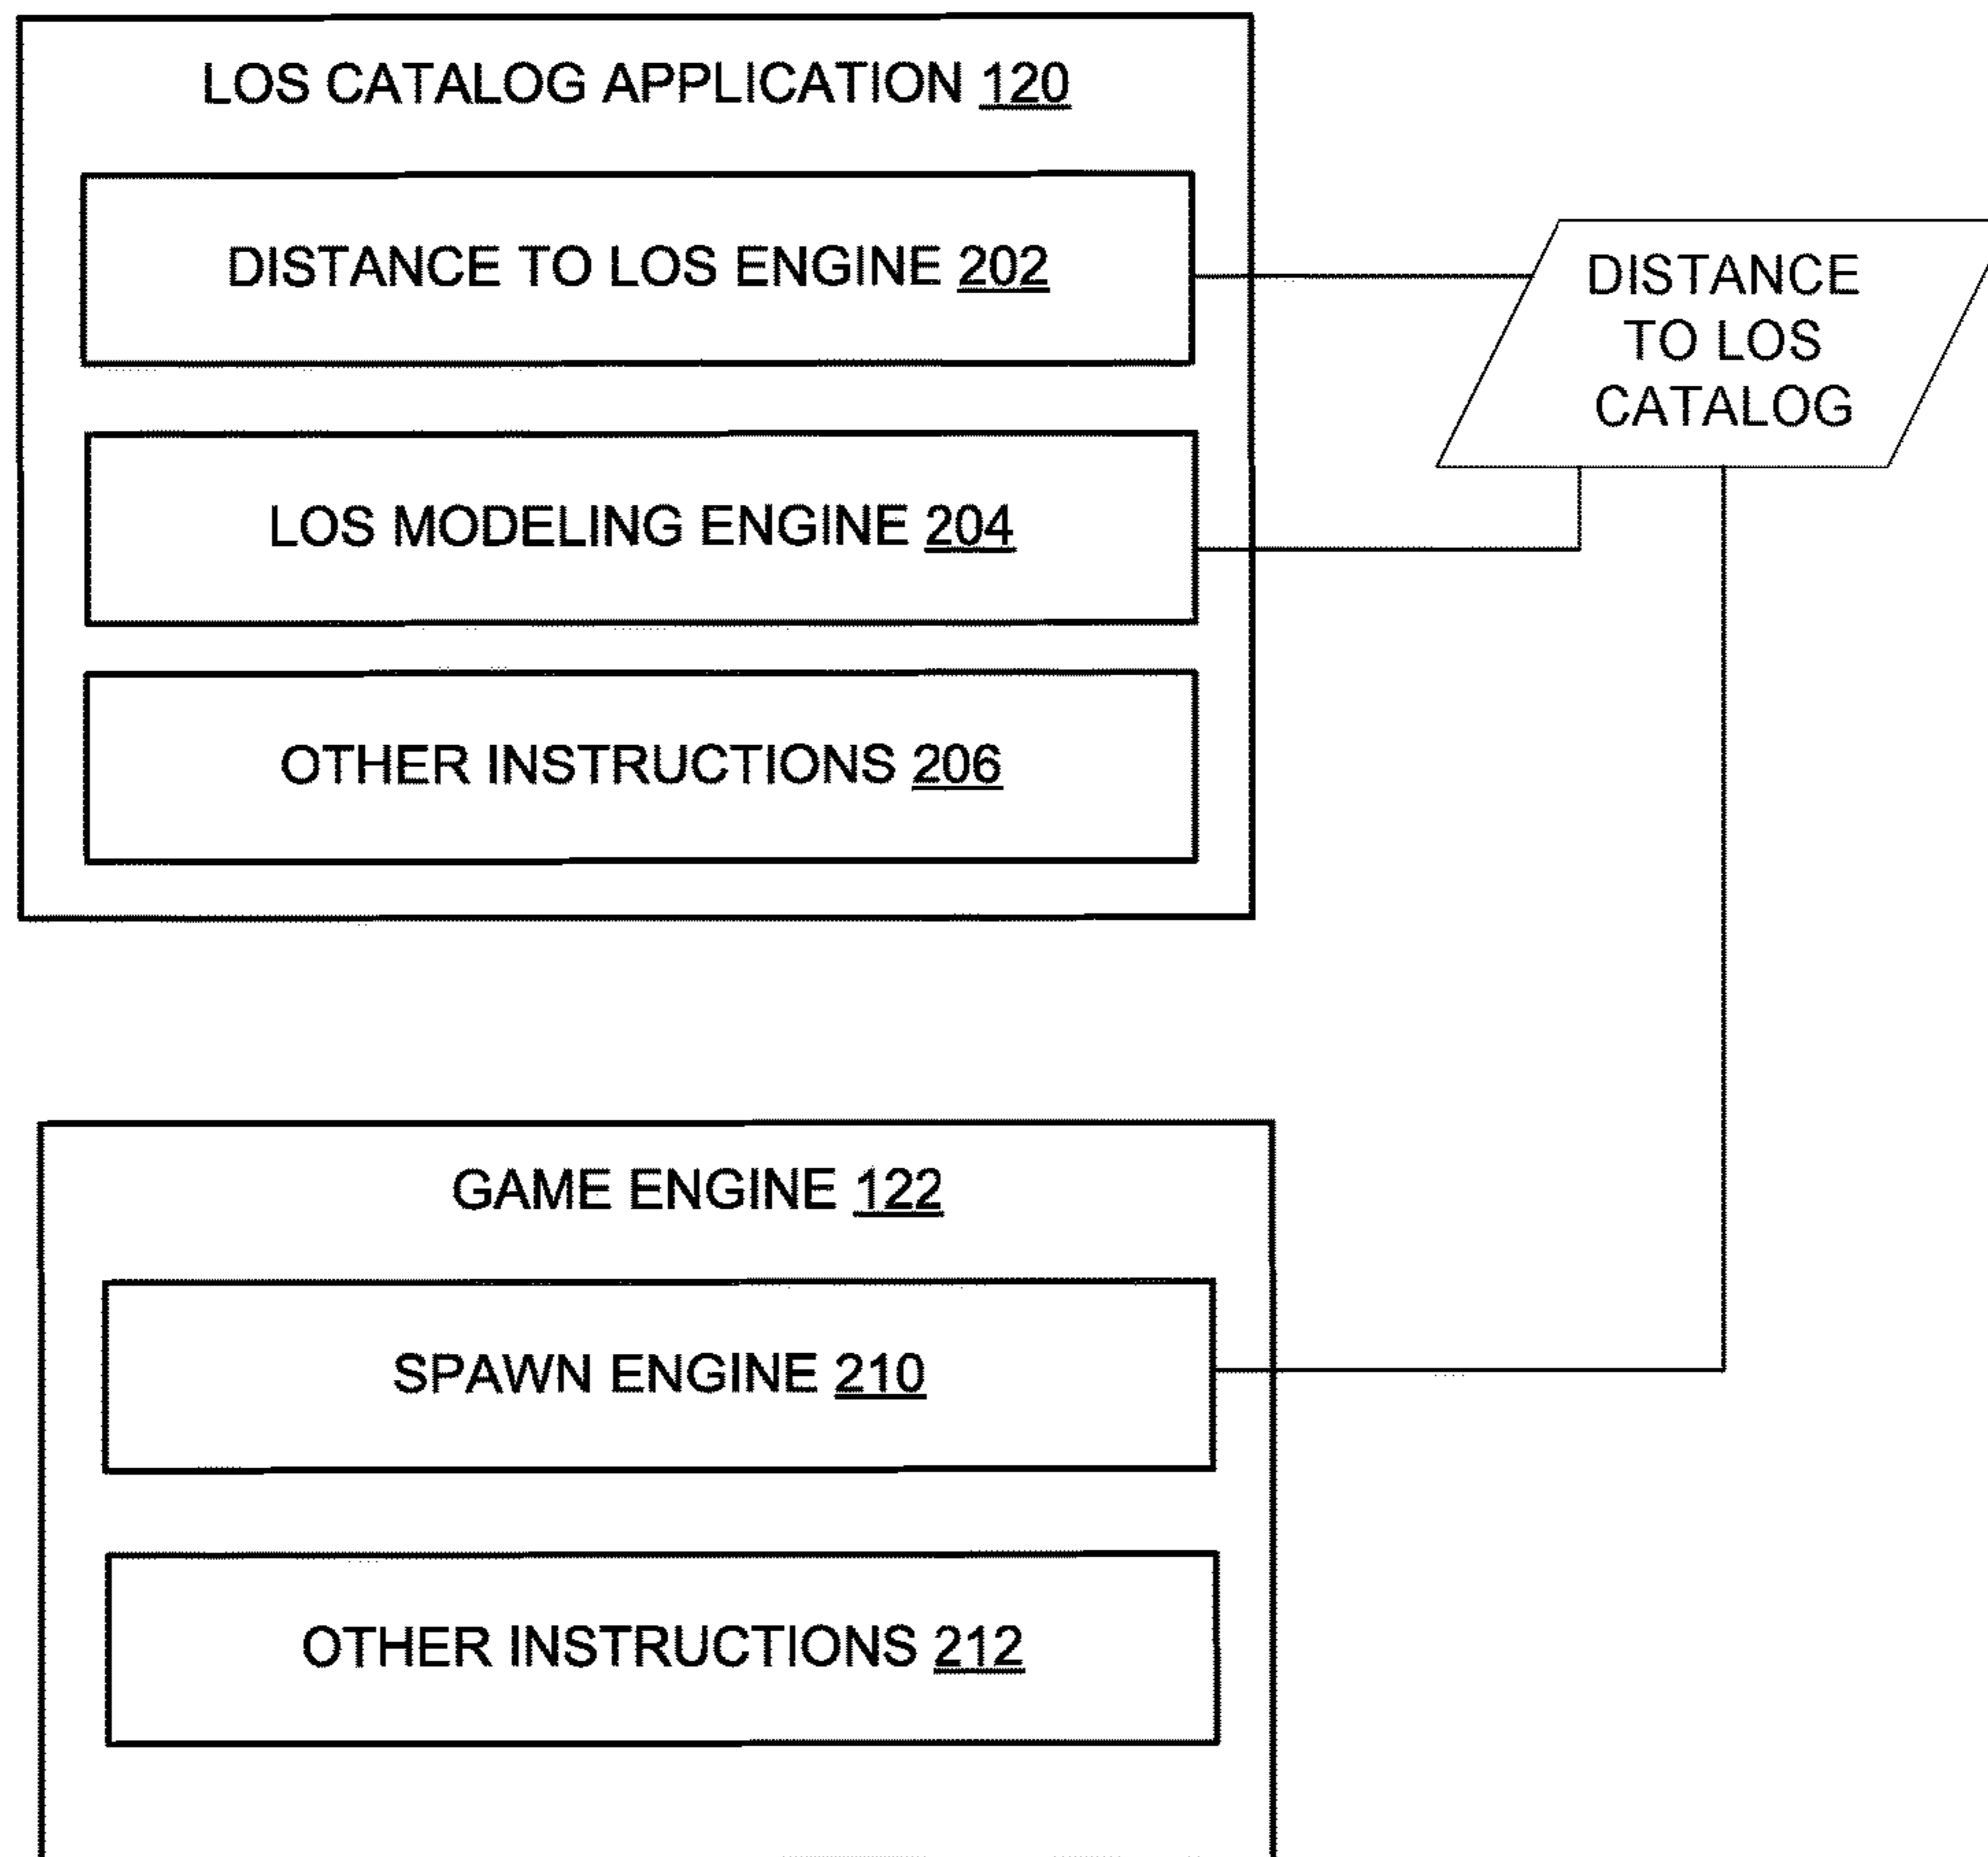 LOS CATALOG APPLICATION 120
DISTANCE TO LOS ENGINE 202
DISTANCE
TO LOS
CATALOG
LOS MODELING ENGINE 204
OTHER INSTRUCTIONS 206
GAME ENGINE 122
SPAWN ENGINE 210
OTHER INSTRUCTIONS 212